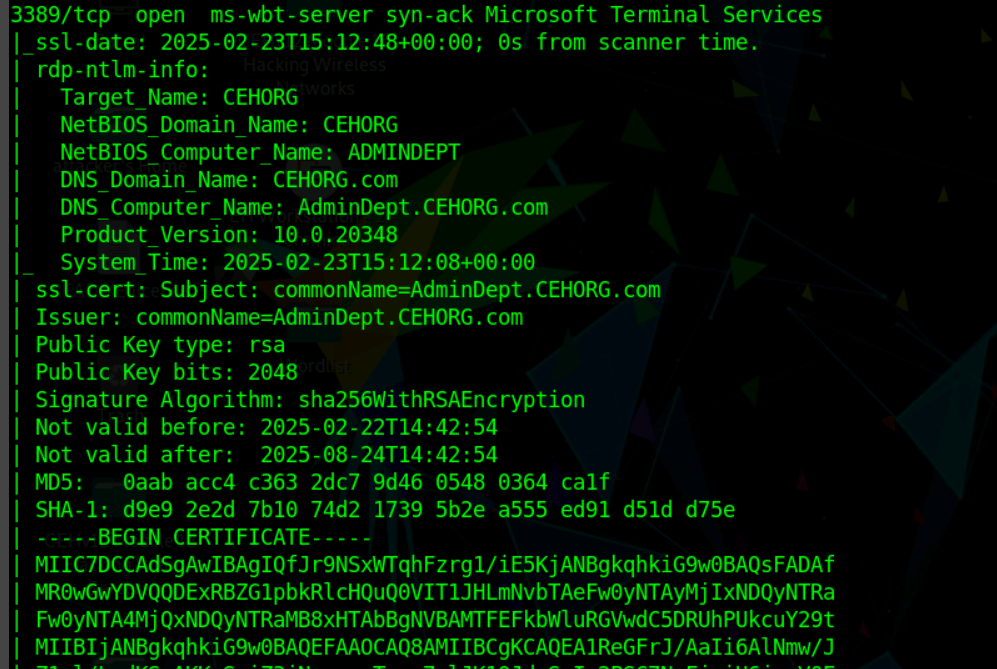 3389/tcp  open  ms-wbt-server syn-ack Microsoft Terminal Services
|_ssl-date: 2025-02-23T15:12:48+00:00; 0s from scanner time.
| rdp-ntlm-info:
Hacking Wireless
Networks
|   Target_Name: CEHORG
|   NetBIOS_Domain_Name: CEHORG
|   NetBIOS_Computer_Name: ADMINDEPT
|   DNS_Domain_Name: CEHORG.com
|   DNS_Computer_Name: AdminDept.CEHORG.com
|   Product_Version: 10.0.20348
|_  System_Time: 2025-02-23T15:12:08+00:00
| ssl-cert: Subject: commonName=AdminDept.CEHORG.com
| Issuer: commonName=AdminDept.CEHORG.com
| Public Key type: rsa
| Public Key bits: 2048
| Signature Algorithm: sha256WithRSAEncryption
| Not valid before: 2025-02-22T14:42:54
| Not valid after:  2025-08-24T14:42:54
| MD5:   0aab acc4 c363 2dc7 9d46 0548 0364 ca1f
| SHA-1: d9e9 2e2d 7b10 74d2 1739 5b2e a555 ed91 d51d d75e
| -----BEGIN CERTIFICATE-----
| MIIC7DCCAdSgAwIBAgIQfJr9NSxWTqhFzrg1/iE5KjANBgkqhkiG9w0BAQsFADAf
| MR0wGwYDVQQDExRBZG1pbkRlcHQuQ0VIT1JHLmNvbTAeFw0yNTAyMjIxNDQyNTRa
| Fw0yNTA4MjQxNDQyNTRaMB8xHTAbBgNVBAMTFEFkbWluRGVwdC5DRUhPUkcuY29t
| MIIBIjANBgkqhkiG9w0BAQEFAAOCAQ8AMIIBCgKCAQEA1ReGFrJ/AaIi6AlNmw/J